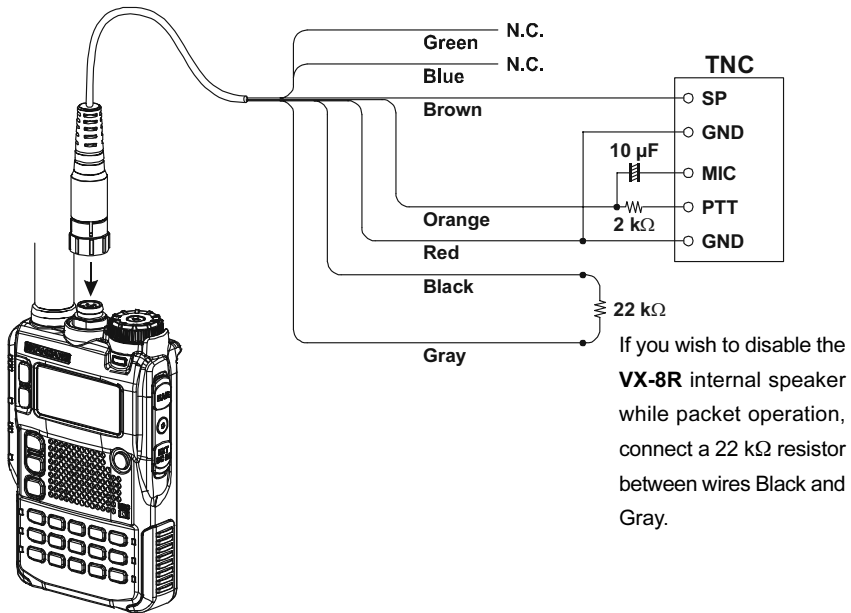 Green
N.C.
Blue
N.C.
Brown
TNC
SP
GND
10 µF
MIC
Orange
2 kΩ
PTT
Red
GND
Black
22 kΩ
Gray
If you wish to disable the
VX-8R internal speaker
while packet operation,
connect a 22 kΩ resistor
between wires Black and
Gray.